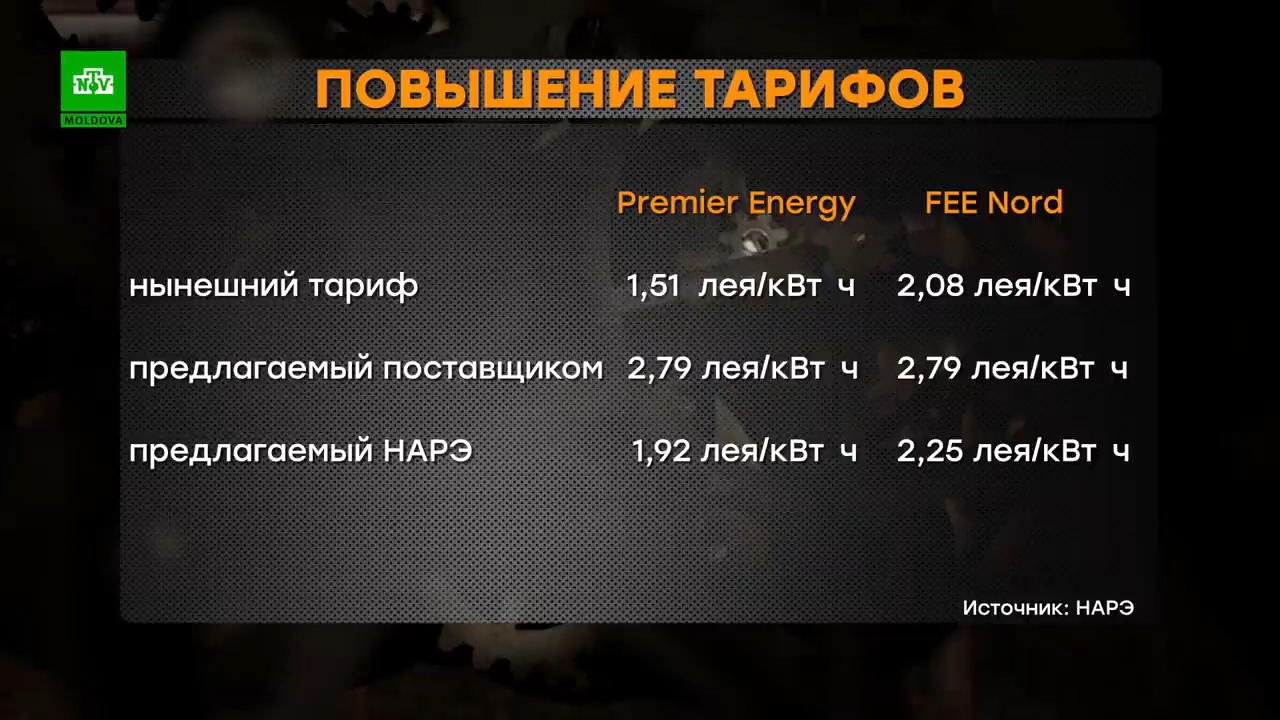 NTV
MOLDOVA
ПОВЫШЕНИЕ ТАРИФОВ
Premier Energy FEE Nord
нынешний тариф 1,51 лея/кВт ч 2,08 лея/кВт ч
предлагаемый поставщиком 2,79 лея/кВт ч 2,79 лея/кВт ч
предлагаемый НАРЭ 1,92 лея/кВт ч 2,25 лея/кВт ч
Источник: НАРЭ